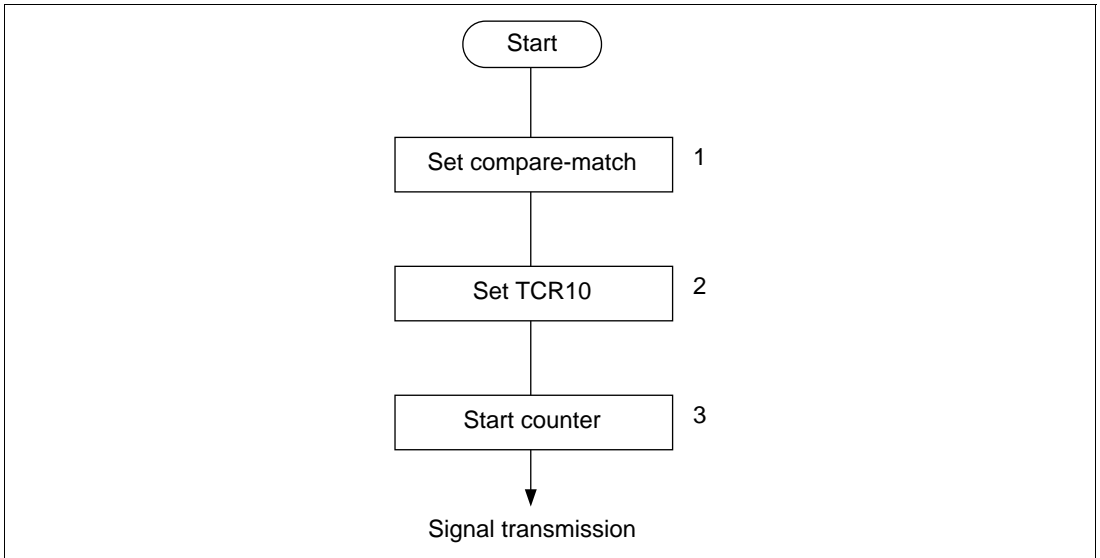 Start
Set compare-match 1
Set TCR10 2
Start counter 3
Signal transmission